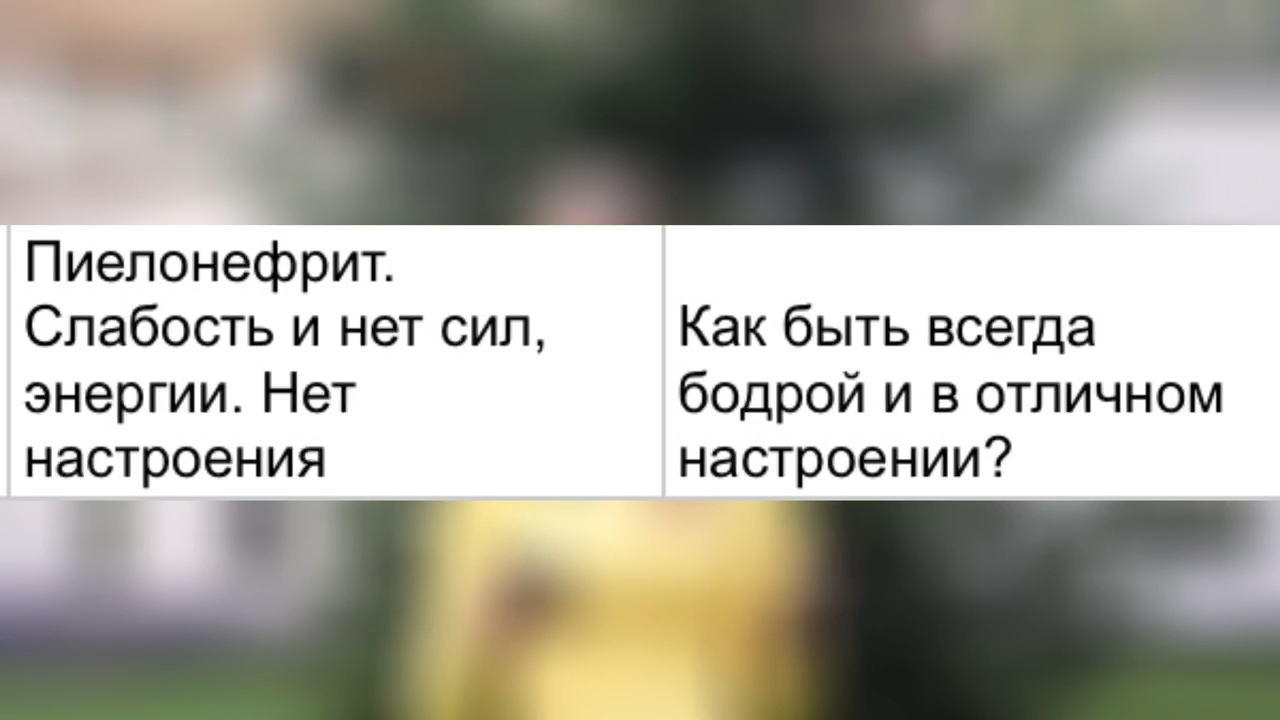 Пиелонефрит.
Слабость и нет сил,
энергии. Нет
настроения
Как быть всегда
бодрой и в отличном
настроении?